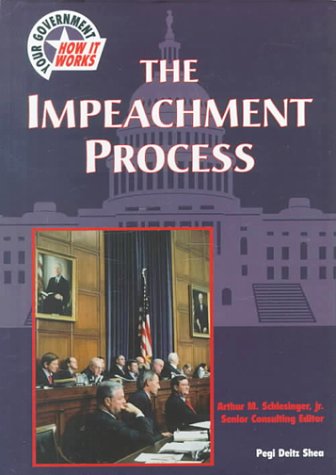 YOUR GOVERNMENT
HOW IT
WORKS
THE
IMPEACHMENT
PROCESS
Arthur M. Schlesinger, jr.
Senior Consulting Editor
Pegi Deitz Shea